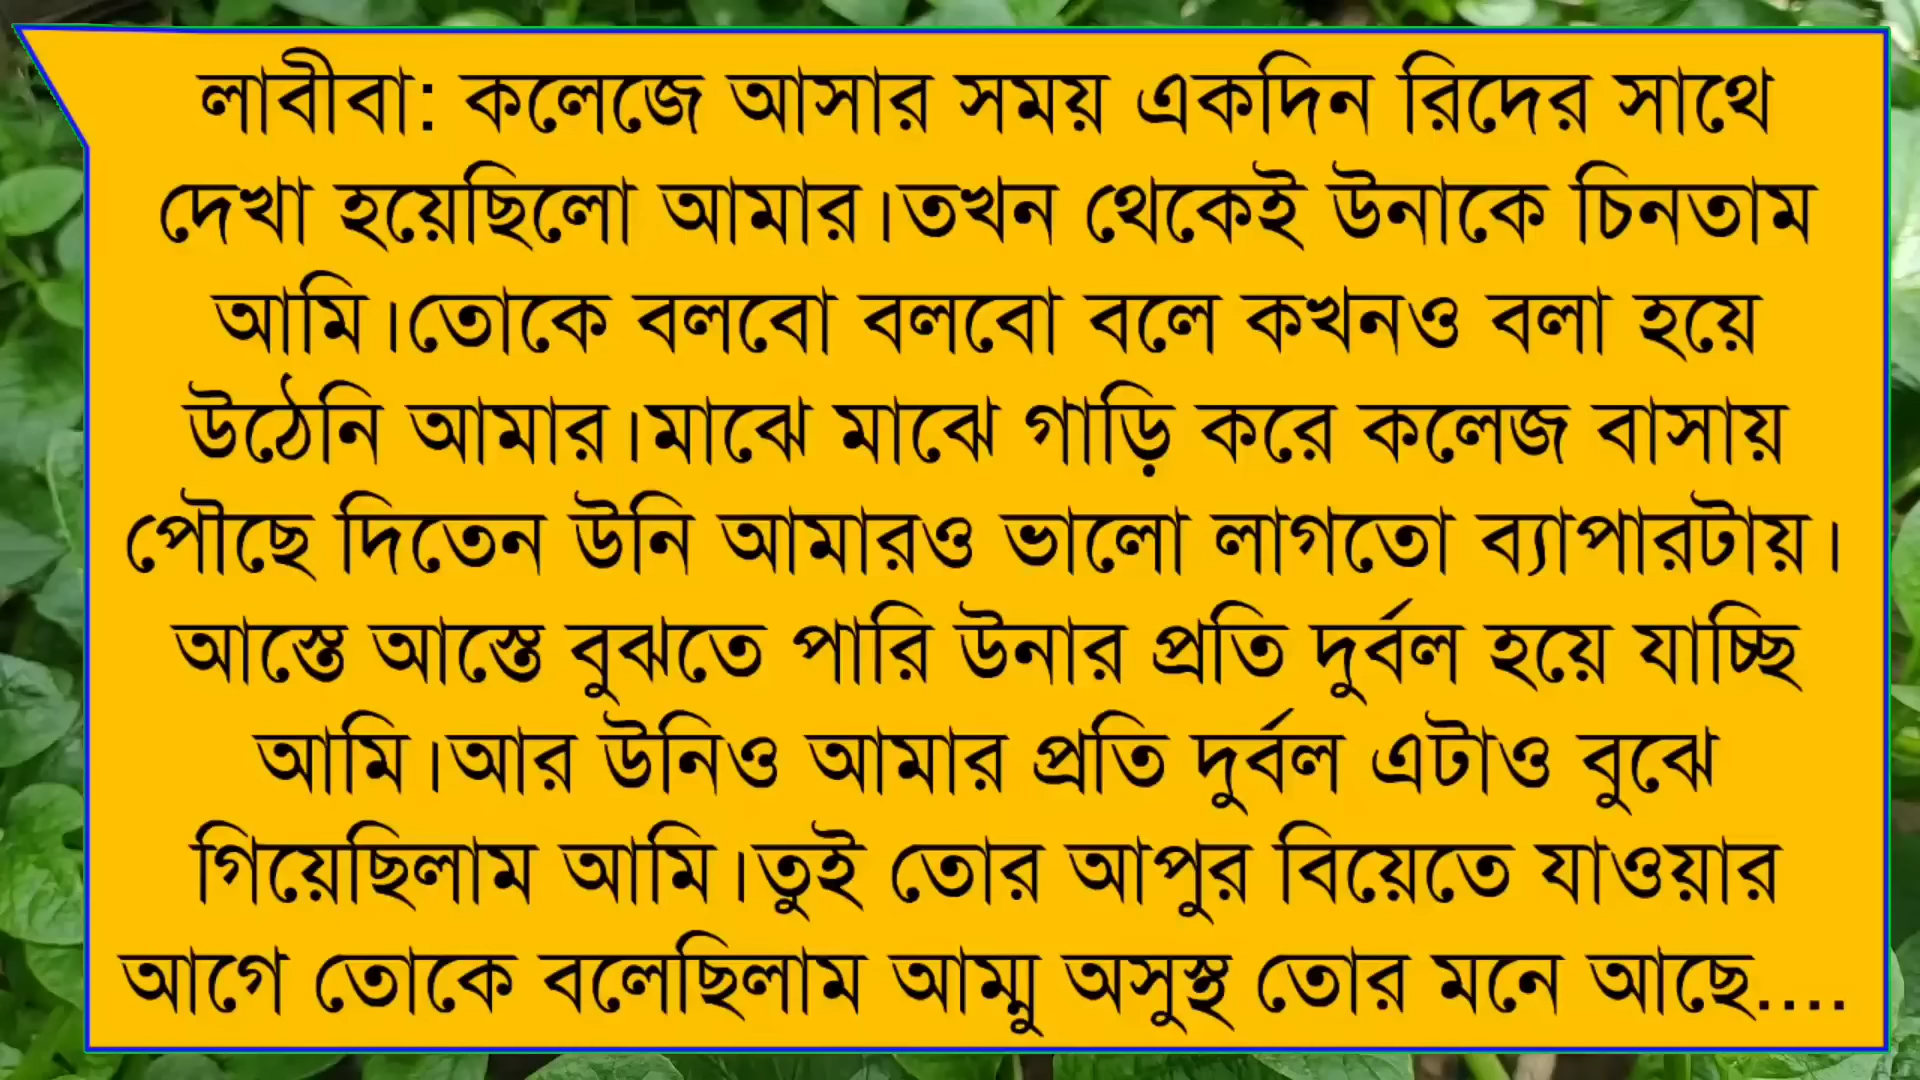 লাবীবা: কলেজে আসার সময় একদিন রিদের সাথে
দেখা হয়েছিলো আমার।তখন থেকেই উনাকে চিনতাম
আমি।তোকে বলবো বলবো বলে কখনও বলা হয়ে
উঠেনি আমার।মাঝে মাঝে গাড়ি করে কলেজ বাসায়
পৌছে দিতেন উনি আমারও ভালো লাগতো ব্যাপারটায়।
আস্তে আস্তে বুঝতে পারি উনার প্রতি দুর্বল হয়ে যাচ্ছি
আমি।আর উনিও আমার প্রতি দুর্বল এটাও বুঝে
গিয়েছিলাম আমি।তুই তোর আপুর বিয়েতে যাওয়ার
আগে তোকে বলেছিলাম আম্মু অসুস্থ তোর মনে আছে....